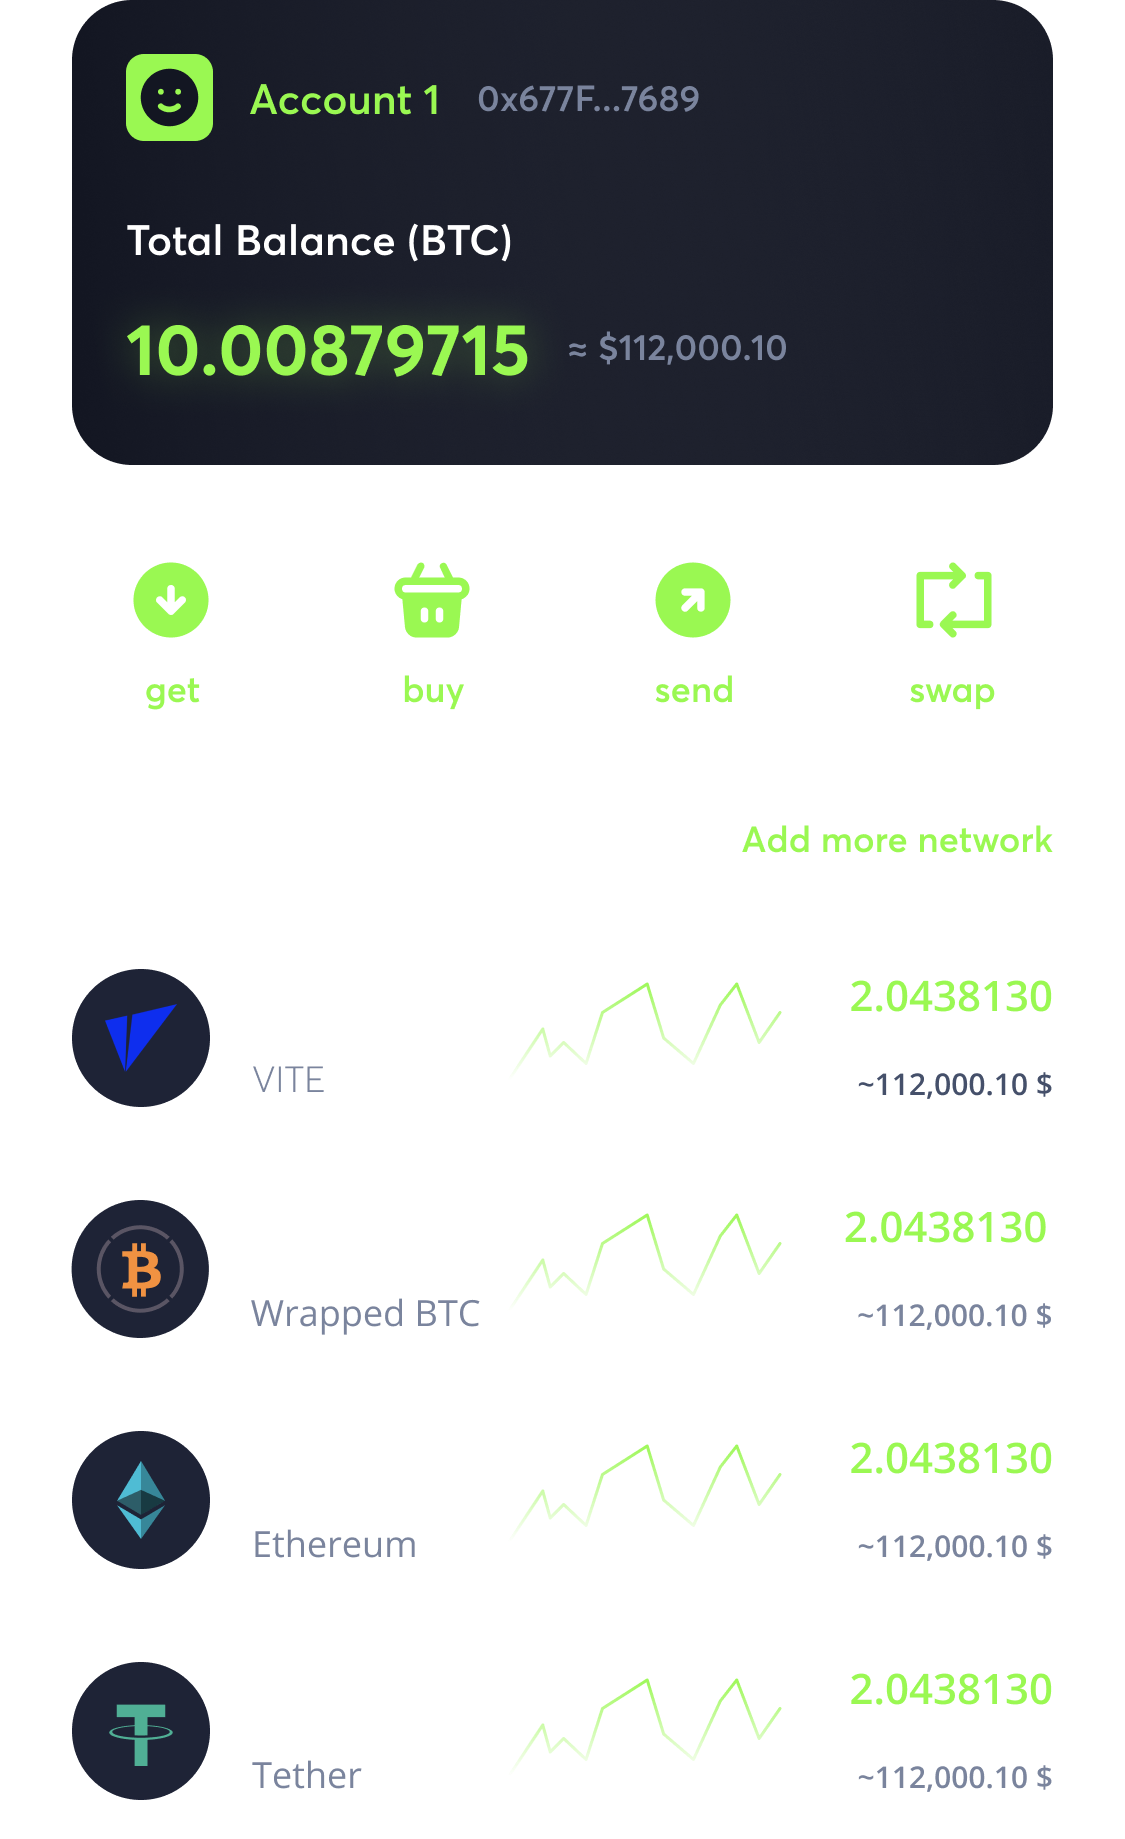 Account 1 0x677F...7689
Total Balance (BTC)
10.00879715 ≈ $112,000.10
get buy send swap
Add more network
2.0438130
VITE ~112,000.10 $
2.0438130
Wrapped BTC ~112,000.10 $
2.0438130
Ethereum ~112,000.10 $
2.0438130
Tether ~112,000.10 $